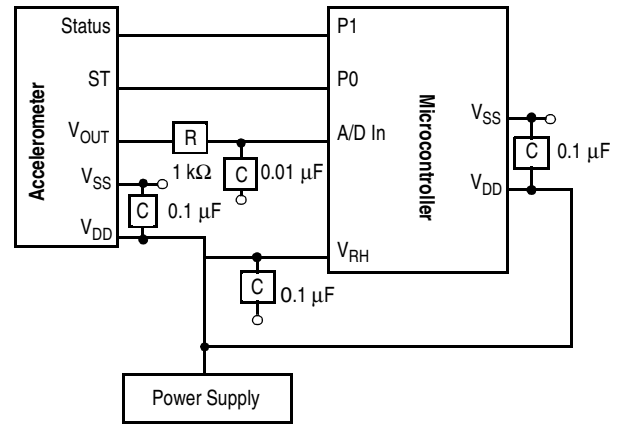 Status
P1
ST
P0
Accelerometer
Microcontroller
V_OUT
R
A/D In
V_SS
1 kΩ
C
0.01 µF
V_SS
C
0.1 µF
V_DD
C
0.1 µF
V_DD
V_RH
C
0.1 µF
Power Supply